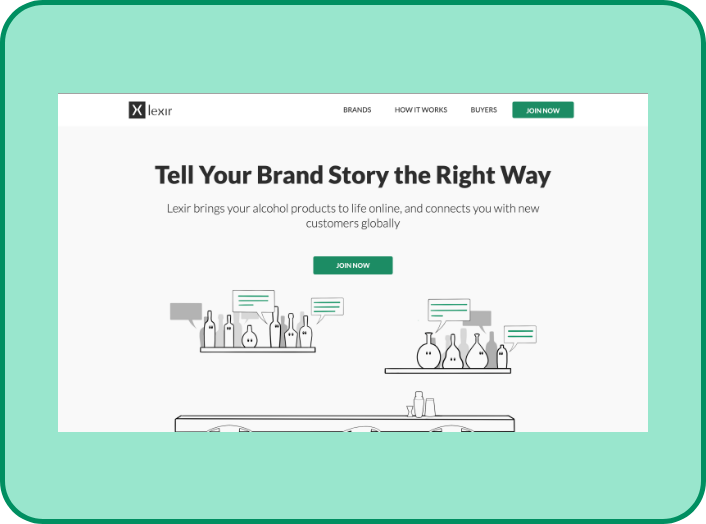 X lexir
BRANDS
HOW IT WORKS
BUYERS
JOIN NOW
Tell Your Brand Story the Right Way
Lexir brings your alcohol products to life online, and connects you with new
customers globally
JOIN NOW